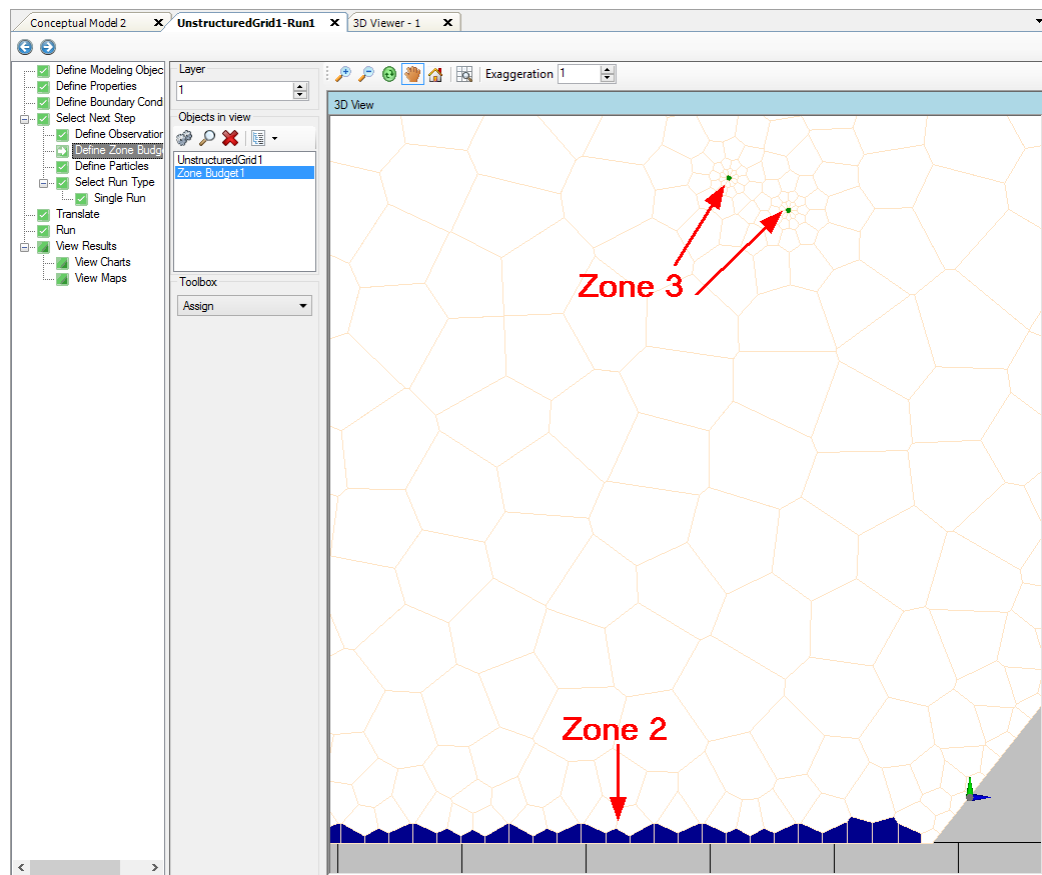 Conceptual Model 2 X UnstructuredGrid1-Run1 X 3D Viewer - 1 X
Define Modeling Objec
Define Properties
Define Boundary Cond
Select Next Step
Define Observation
Define Zone Budge
Define Particles
Select Run Type
Single Run
Translate
Run
View Results
View Charts
View Maps
Layer
1
Objects in view
UnstructuredGrid1
Zone Budget1
Toolbox
Assign
Exaggeration 1
3D View
Zone 3
Zone 2